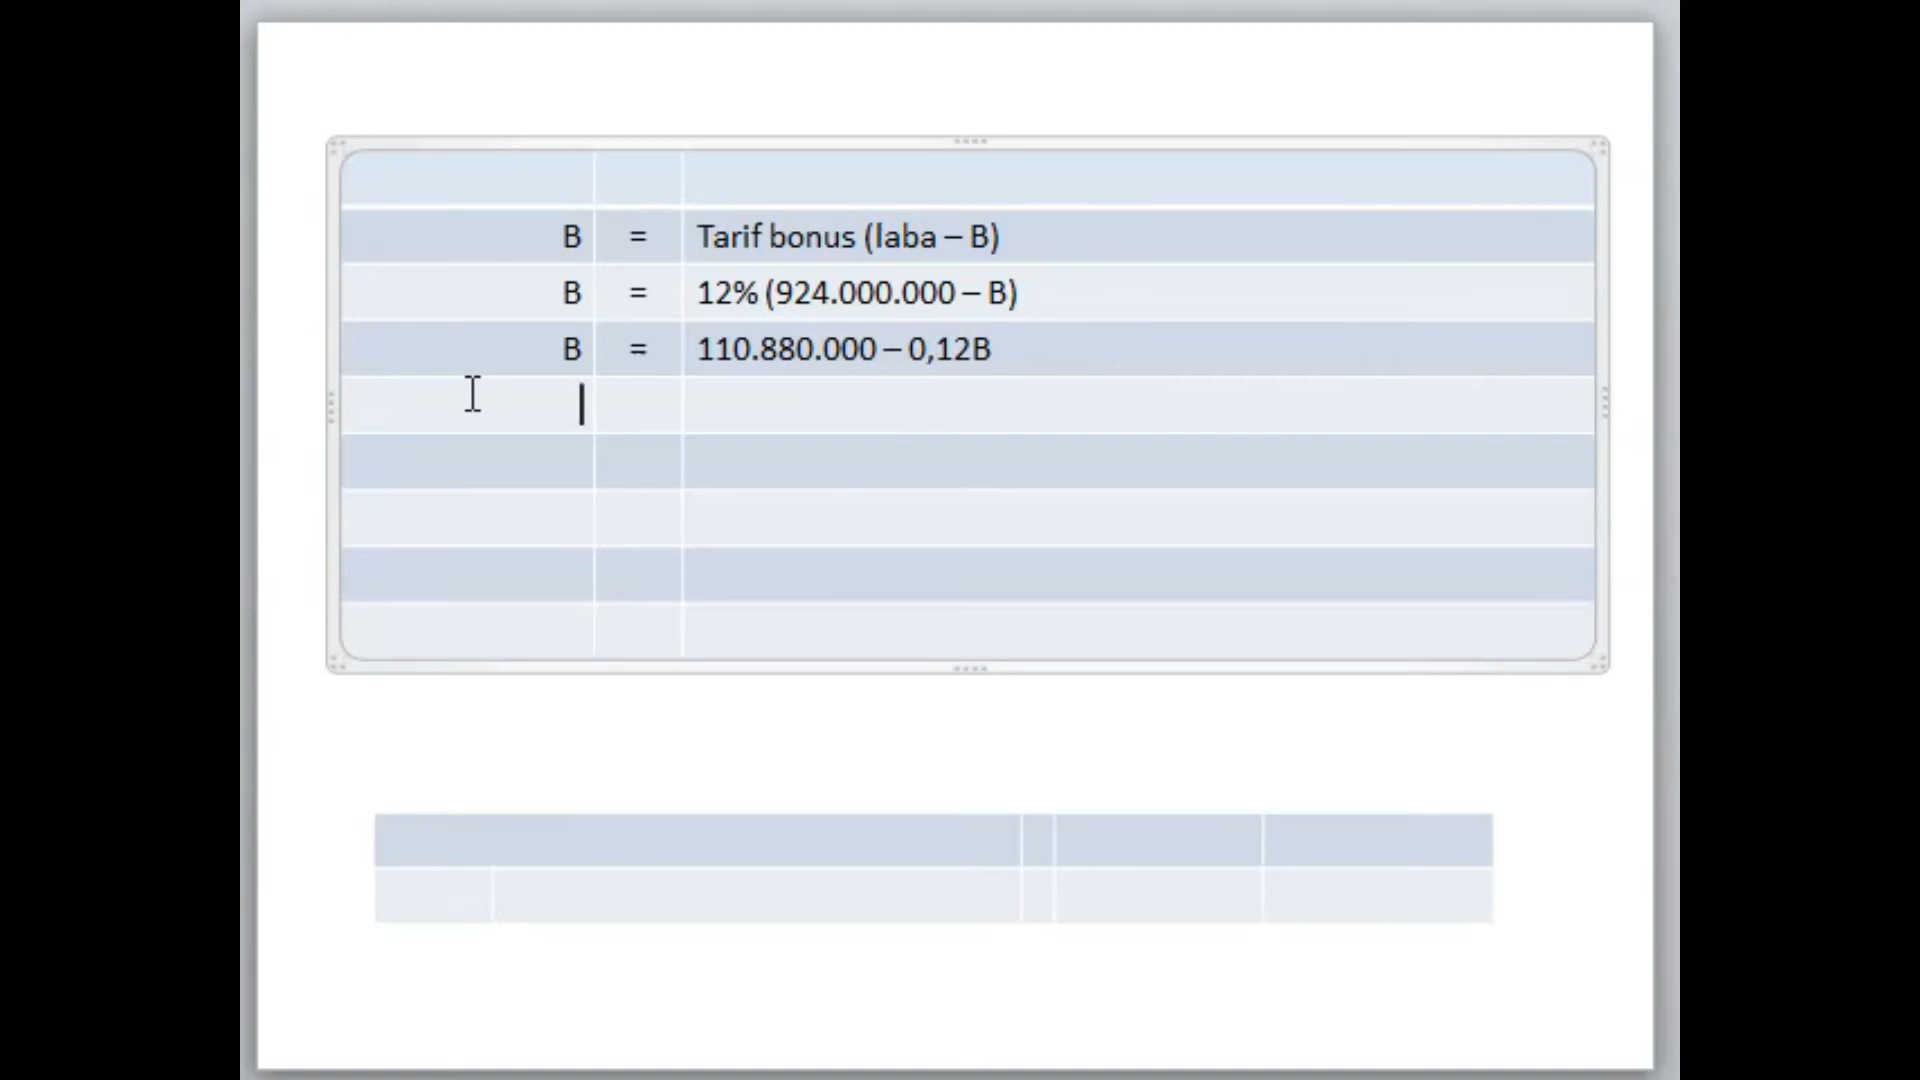 B = Tarif bonus (laba – B)
B = 12% (924.000.000 – B)
B = 110.880.000 – 0,12B